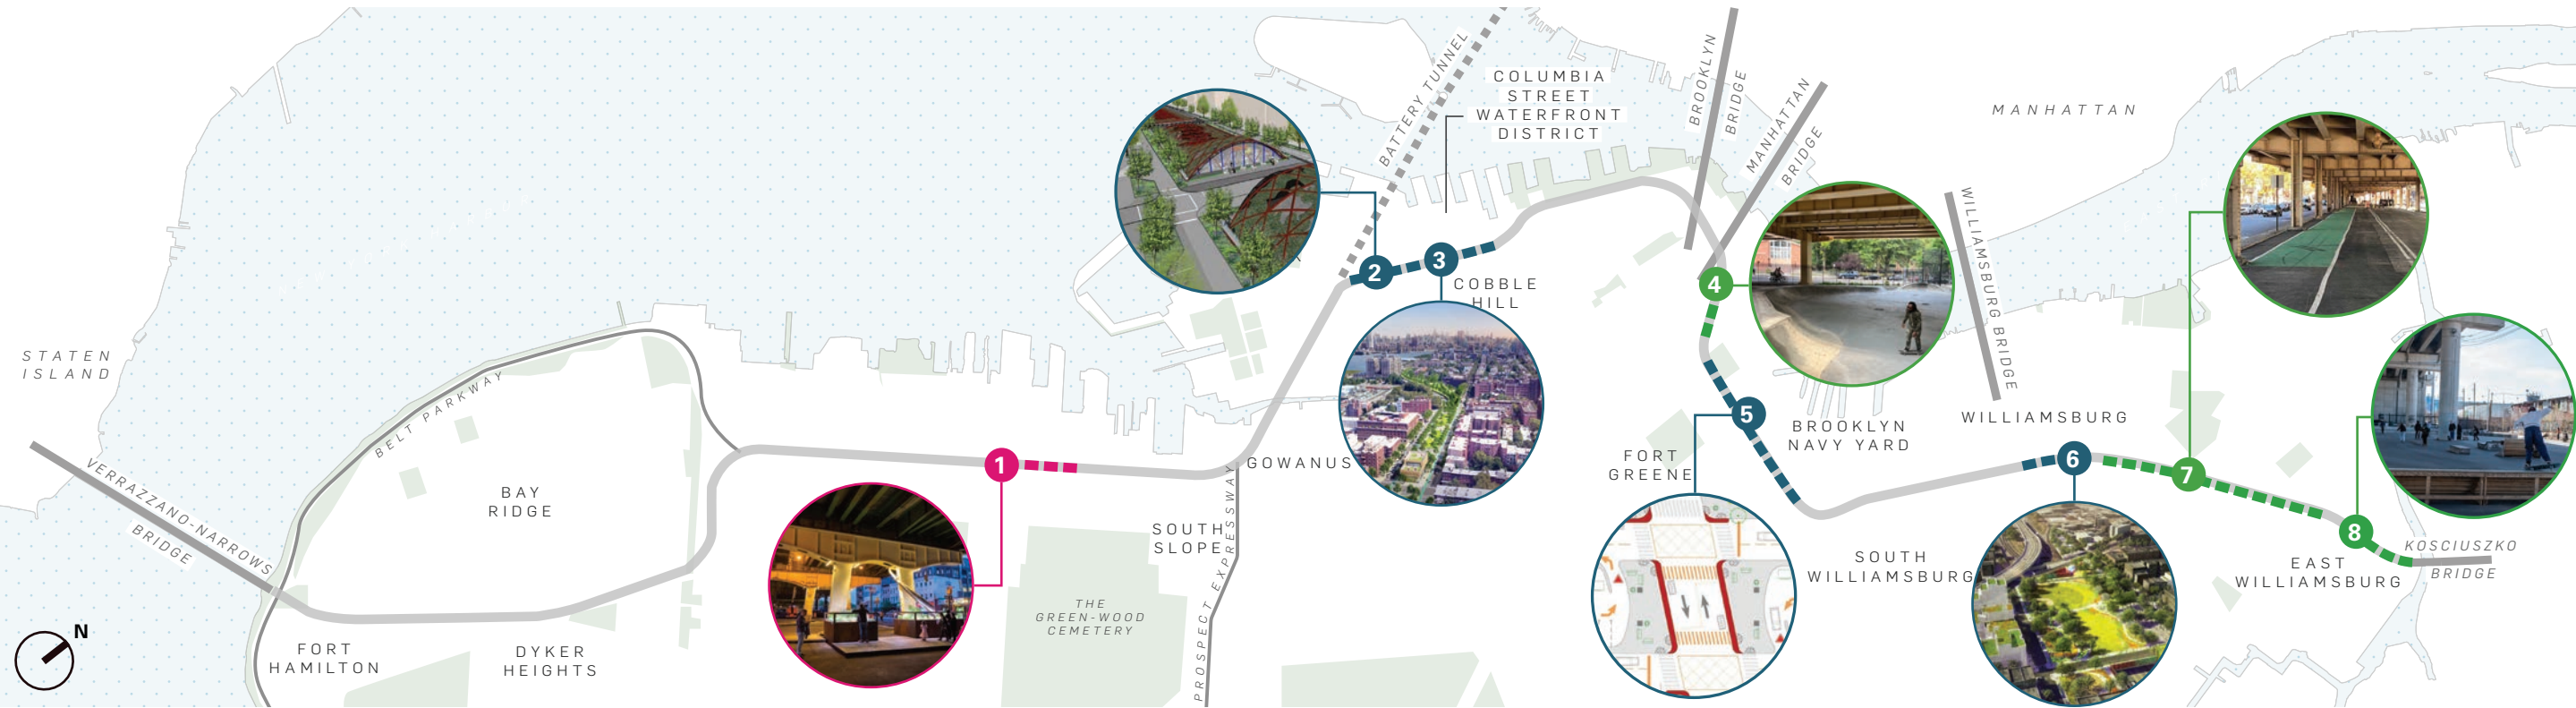 STATEN
ISLAND
VERRAZZANO-NARROWS
BRIDGE
BELT PARKWAY
BAY
RIDGE
FORT
HAMILTON
DYKER
HEIGHTS
N
1
THE
GREEN-WOOD
CEMETERY
SOUTH
SLOPE
PROSPECT EXPRESSWAY
GOWANUS
BATTERY TUNNEL
2
3
COLUMBIA
STREET
WATERFRONT
DISTRICT
COBBLE
HILL
BROOKLYN
BRIDGE
MANHATTAN
BRIDGE
4
5
FORT
GREENE
BROOKLYN
NAVY YARD
MANHATTAN
WILLIAMSBURG BRIDGE
WILLIAMSBURG
SOUTH
WILLIAMSBURG
6
7
8
EAST
WILLIAMSBURG
KOSCIUSZKO
BRIDGE